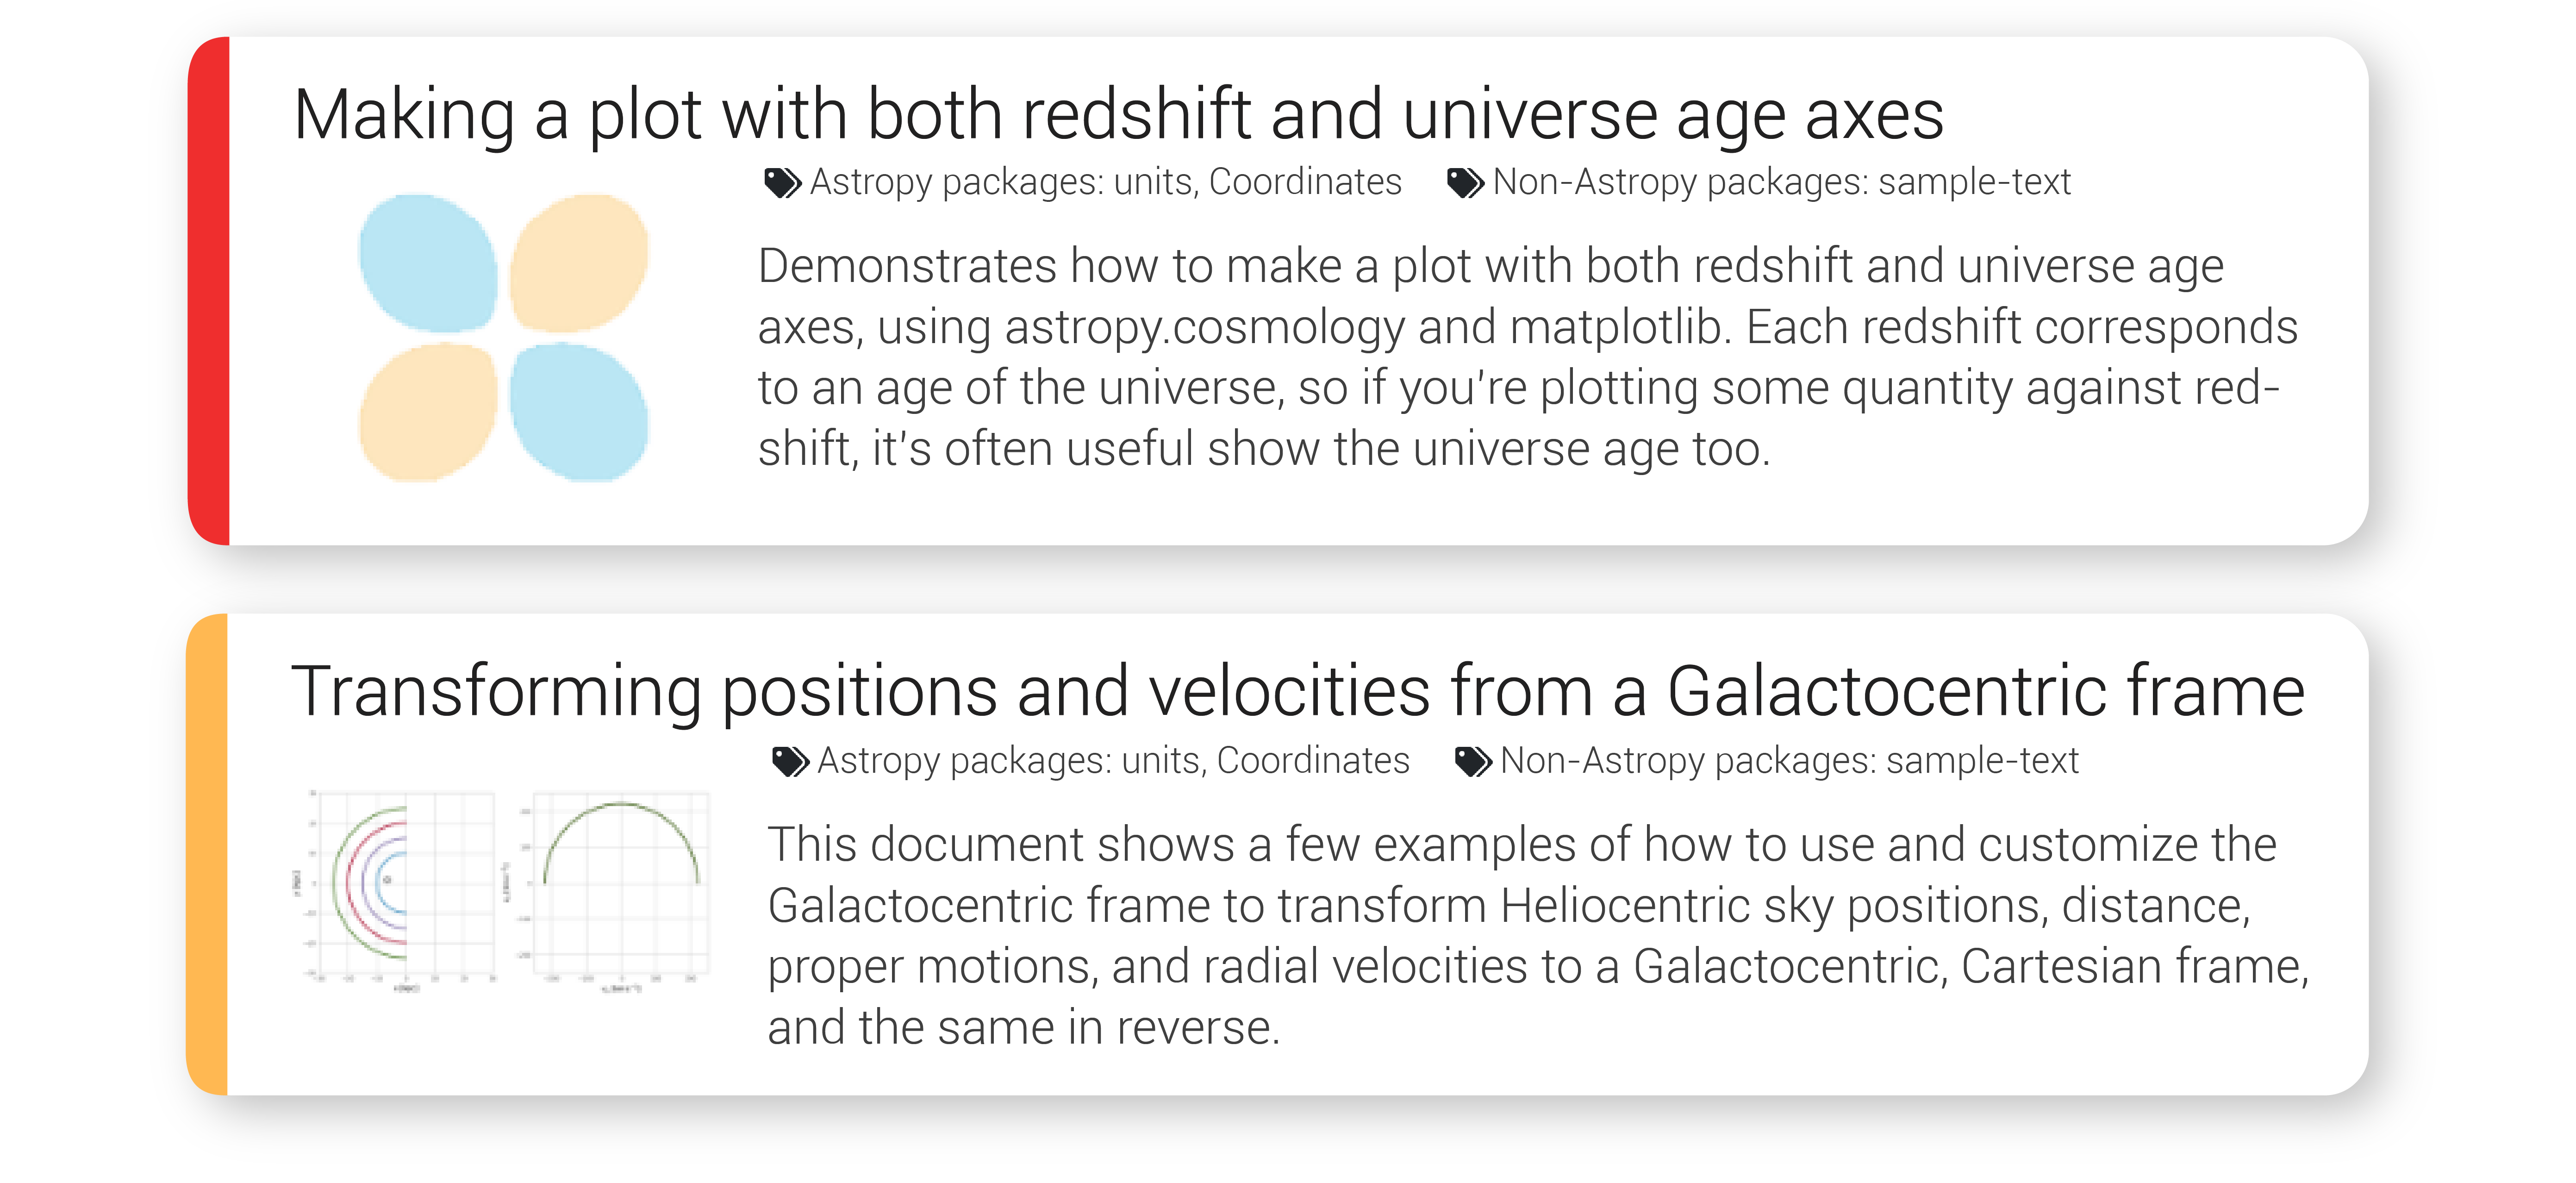 Making a plot with both redshift and universe age axes
Astropy packages: units, Coordinates Non-Astropy packages: sample-text
Demonstrates how to make a plot with both redshift and universe age
axes, using astropy.cosmology and matplotlib. Each redshift corresponds
to an age of the universe, so if you're plotting some quantity against red-
shift, it's often useful show the universe age too.
Transforming positions and velocities from a Galactocentric frame
Astropy packages: units, Coordinates Non-Astropy packages: sample-text
This document shows a few examples of how to use and customize the
Galactocentric frame to transform Heliocentric sky positions, distance,
proper motions, and radial velocities to a Galactocentric, Cartesian frame,
and the same in reverse.